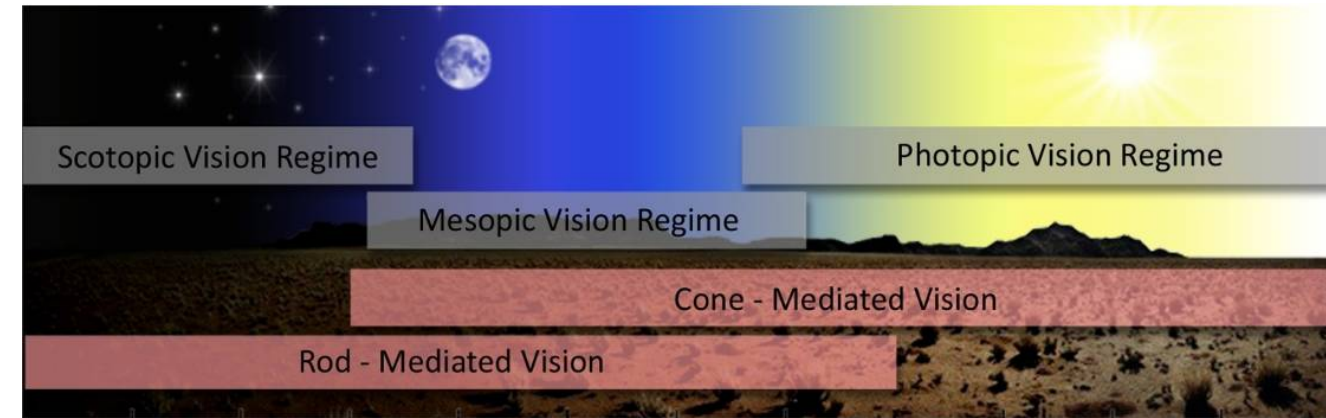 Scotopic Vision Regime
Photopic Vision Regime
Mesopic Vision Regime
Cone - Mediated Vision
Rod - Mediated Vision